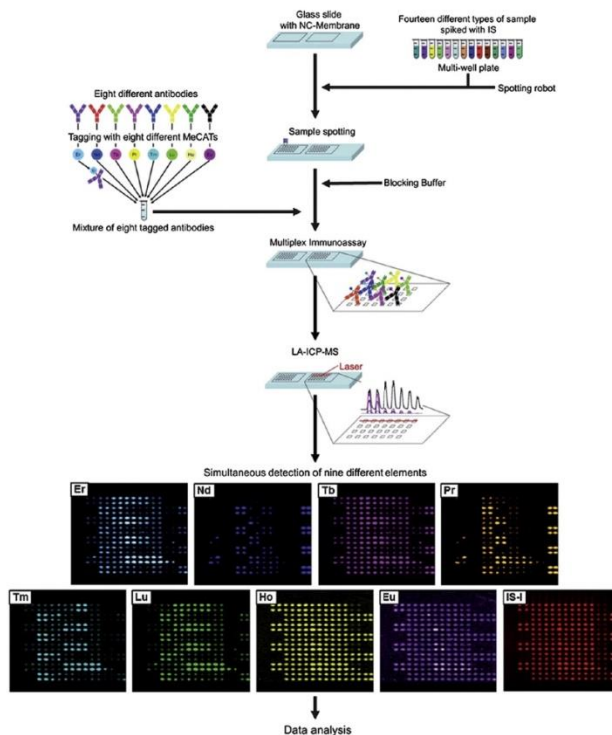 Glass slide
with NC-Membrane
Fourteen different types of sample
spiked with IS
Multi-well plate
Spotting robot
Eight different antibodies
Tagging with eight different MeCATs
Mixture of eight tagged antibodies
Sample spotting
Blocking Buffer
Multiplex Immunoassay
LA-ICP-MS
Laser
Simultaneous detection of nine different elements
Er
Nd
Tb
Pr
Tm
Lu
Ho
Eu
IS-I
Data analysis